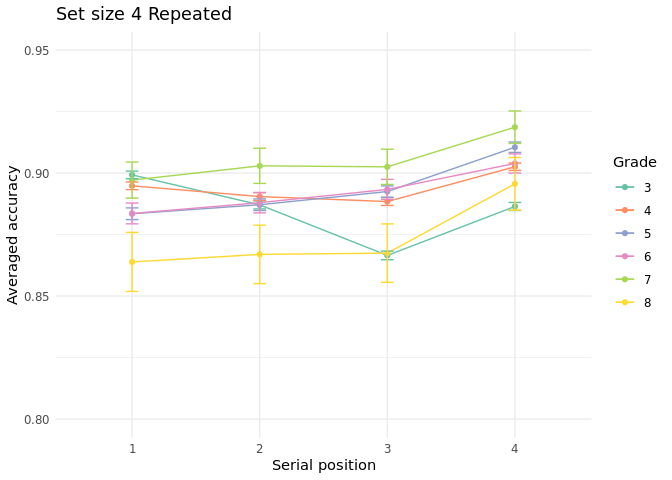 Set size 4 Repeated
0.95
0.90
0.85
0.80
Averaged accuracy
1 2 3 4
Serial position
Grade
3
4
5
6
7
8